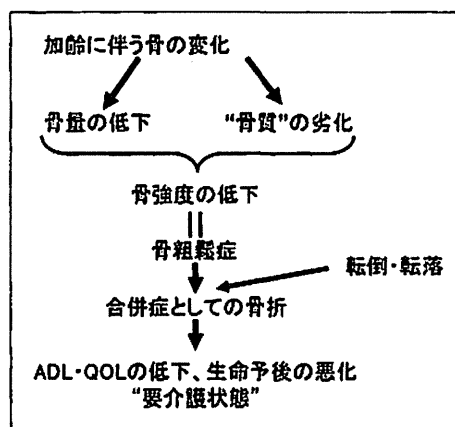 加齢に伴う骨の変化
骨量の低下 “骨質”の劣化
骨強度の低下
骨粗鬆症
転倒・転落
合併症としての骨折
ADL・QOLの低下、生命予後の悪化
“要介護状態”